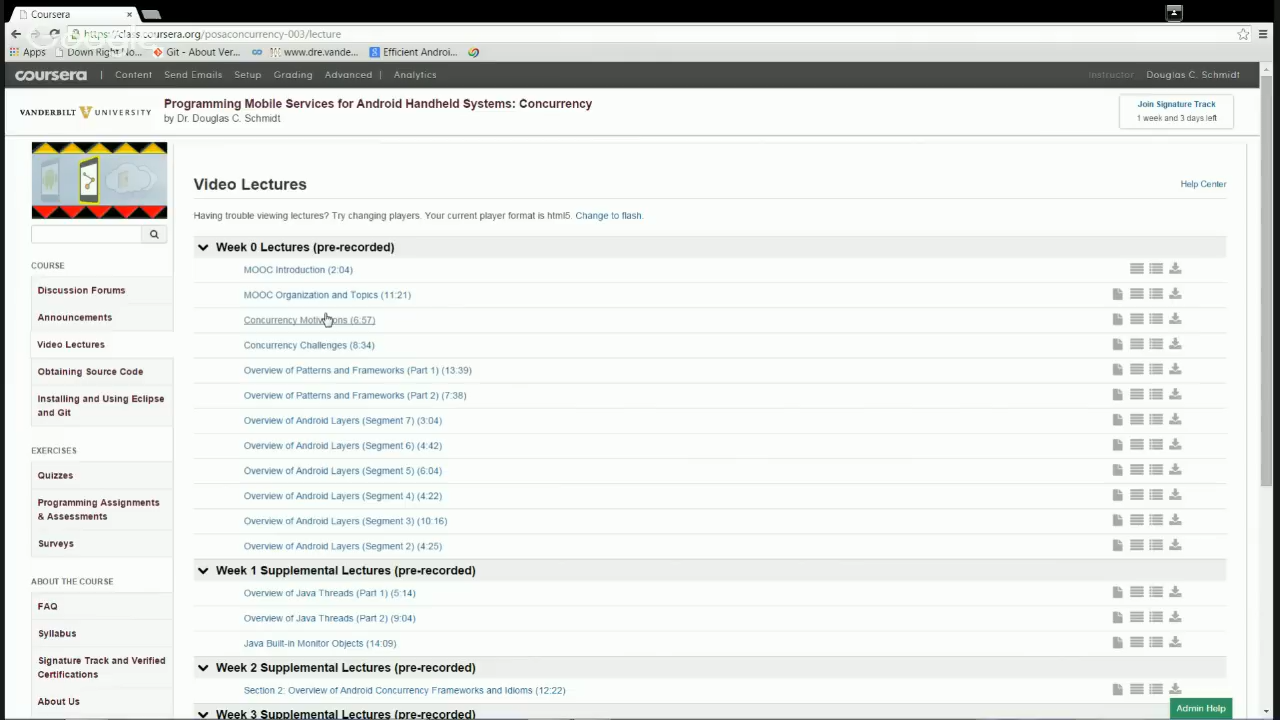 Coursera
https://class.coursera.org/posaconcurrency-003/lecture
Apps
Down Right No...
Git - About Ver...
www.dre.vande...
Efficient Androi...
coursera
Content
Send Emails
Setup
Grading
Advanced
Analytics
Instructor
Douglas C. Schmidt
VANDERBILT UNIVERSITY
Programming Mobile Services for Android Handheld Systems: Concurrency
by Dr. Douglas C. Schmidt
Join Signature Track
1 week and 3 days left
Video Lectures
Help Center
Having trouble viewing lectures? Try changing players. Your current player format is html5. Change to flash.
COURSE
Discussion Forums
Announcements
Video Lectures
Obtaining Source Code
Installing and Using Eclipse
and Git
EXERCISES
Quizzes
Programming Assignments
& Assessments
Surveys
ABOUT THE COURSE
FAQ
Syllabus
Signature Track and Verified
Certifications
About Us
Week 0 Lectures (pre-recorded)
MOOC Introduction (2:04)
MOOC Organization and Topics (11:21)
Concurrency Motivations (6:57)
Concurrency Challenges (8:34)
Overview of Patterns and Frameworks (Part 1) (13:39)
Overview of Patterns and Frameworks (Part 2) (7:38)
Overview of Android Layers (Segment 7) (3:04)
Overview of Android Layers (Segment 6) (4:42)
Overview of Android Layers (Segment 5) (6:04)
Overview of Android Layers (Segment 4) (4:22)
Overview of Android Layers (Segment 3) (10:16)
Overview of Android Layers (Segment 2) (4:25)
Week 1 Supplemental Lectures (pre-recorded)
Overview of Java Threads (Part 1) (5:14)
Overview of Java Threads (Part 2) (9:04)
Java Built-in Monitor Objects (14:09)
Week 2 Supplemental Lectures (pre-recorded)
Section 2: Overview of Android Concurrency Frameworks and Idioms (12:22)
Week 3 Supplemental Lectures (pre-recorded)
Admin Help